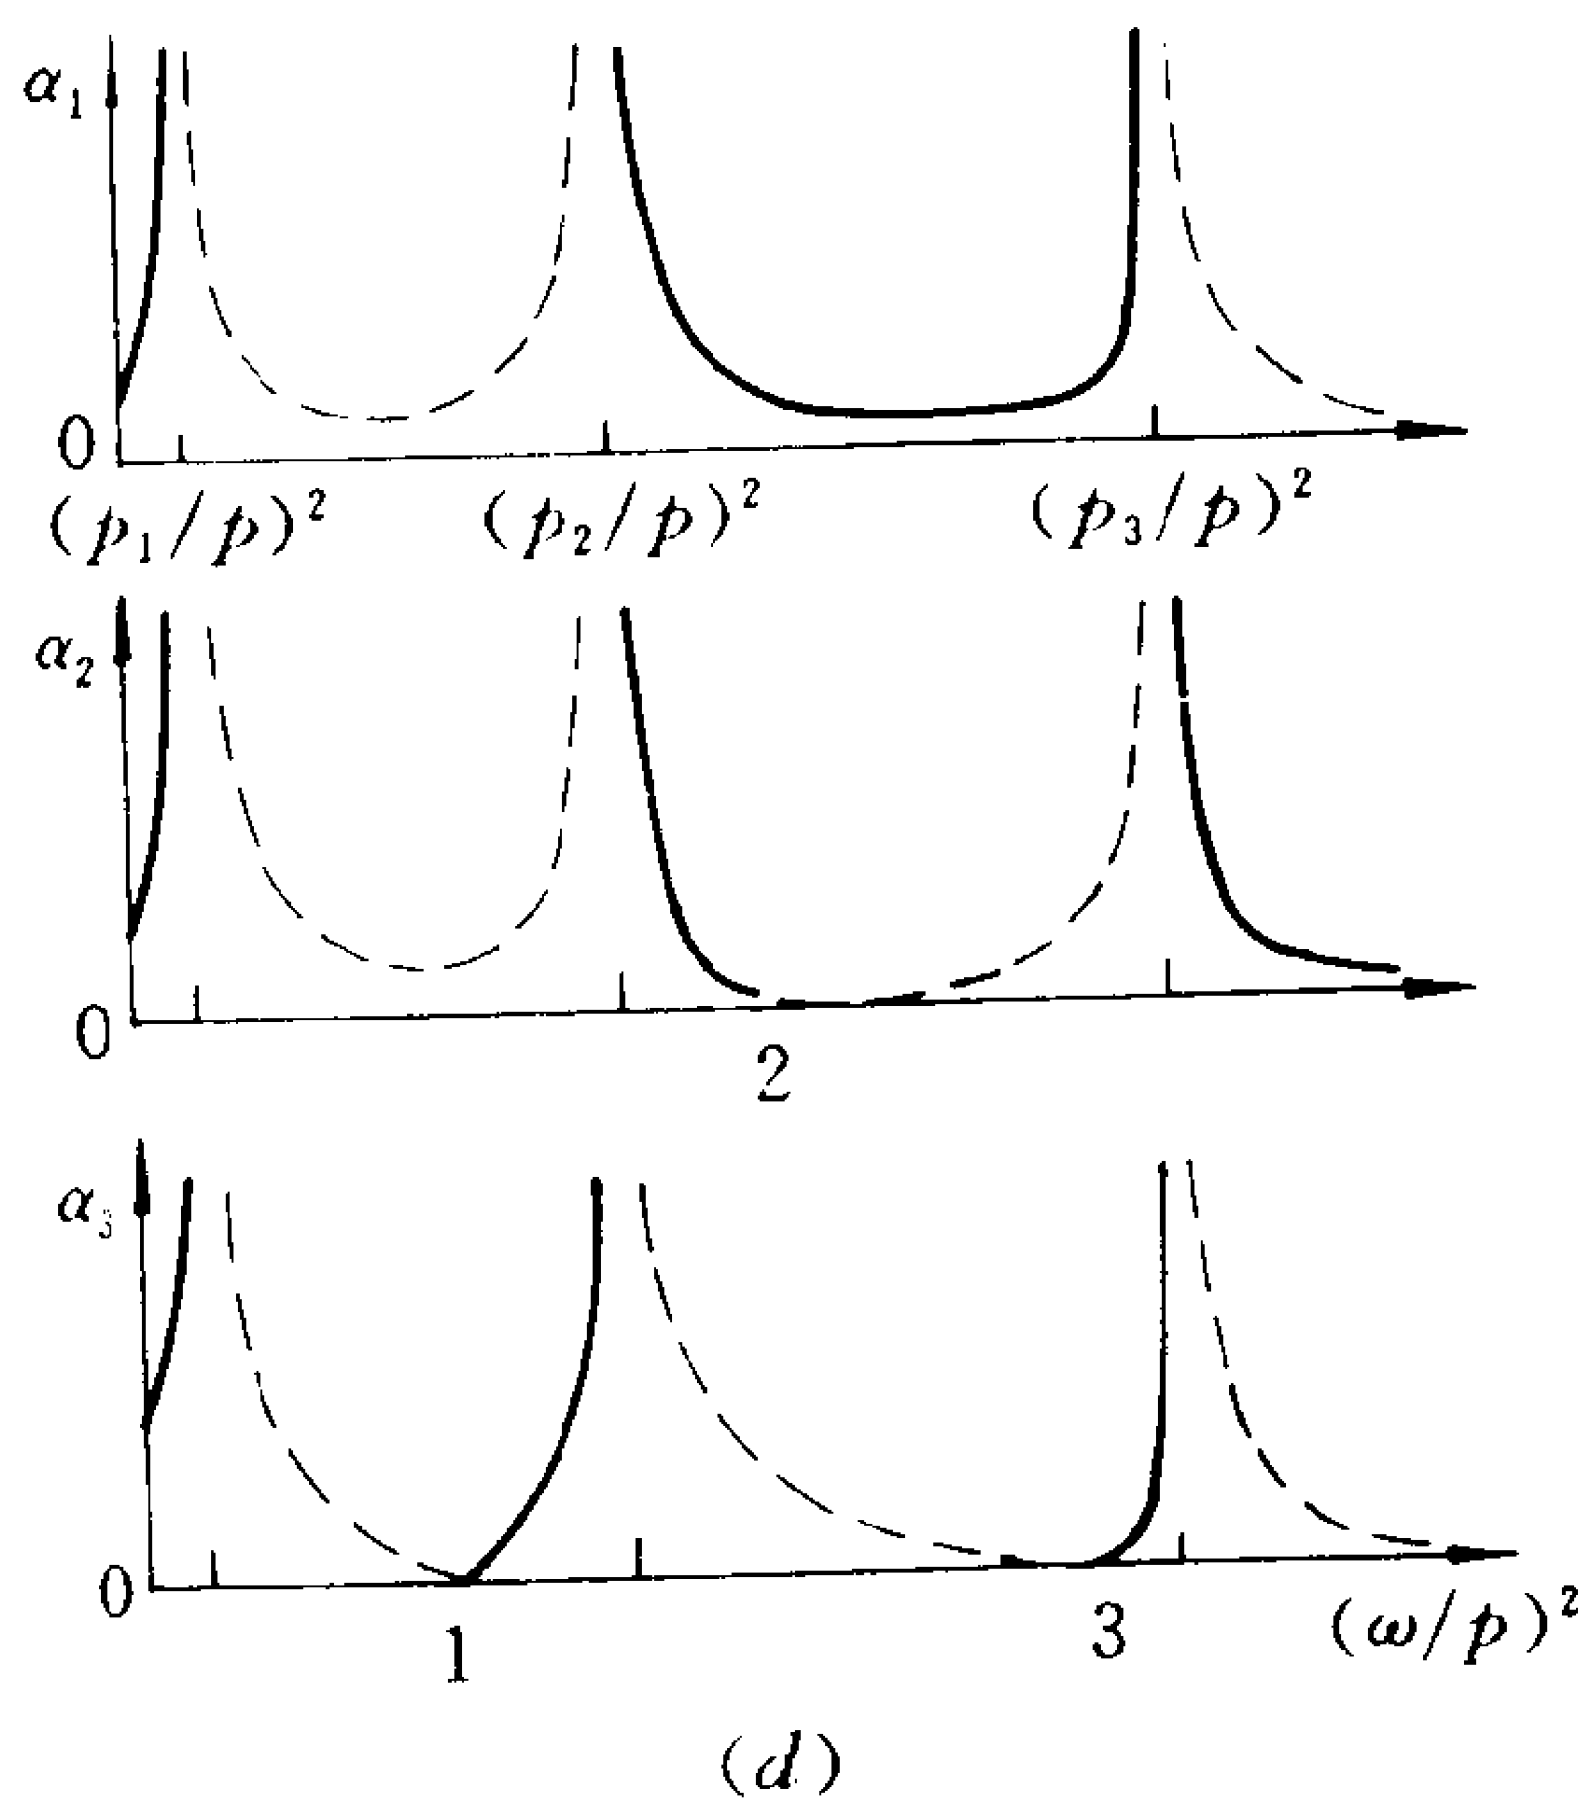 α₁
0
(p₁/p)² (p₂/p)² (p₃/p)²
α₂
0
2
α₃
0
1 3 (ω/p)²
(d)